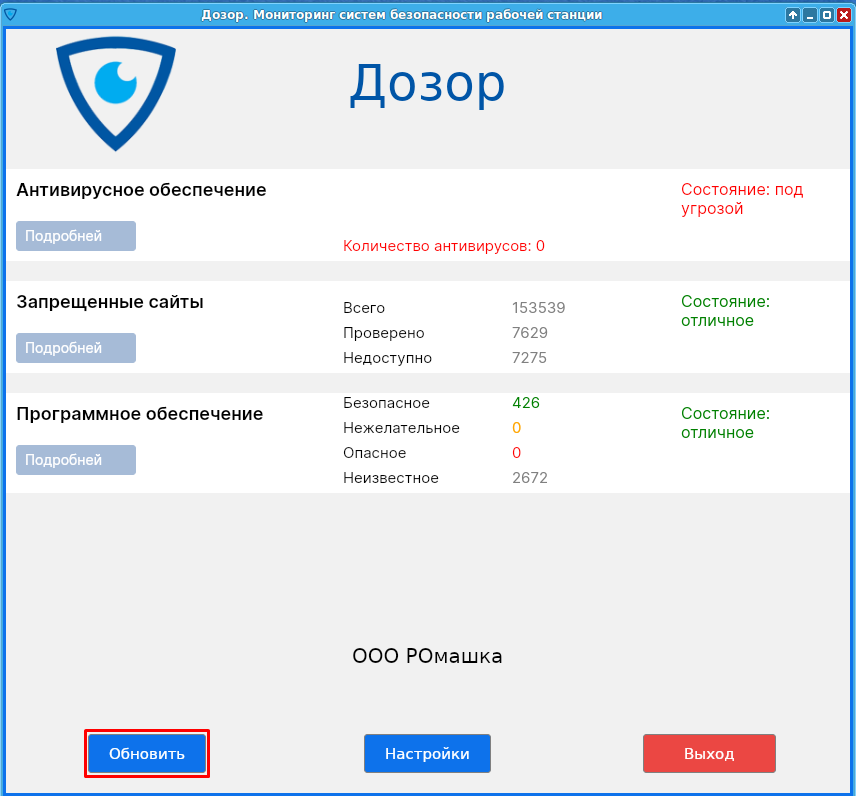 Дозор. Мониторинг систем безопасности рабочей станции
Дозор
Антивирусное обеспечение
Состояние: под
угрозой
Подробней
Количество антивирусов: 0
Запрещенные сайты
Всего 153539
Состояние:
отличное
Проверено 7629
Подробней
Недоступно 7275
Программное обеспечение
Безопасное 426
Состояние:
отличное
Нежелательное 0
Опасное 0
Подробней
Неизвестное 2672
ООО РОмашка
Обновить
Настройки
Выход